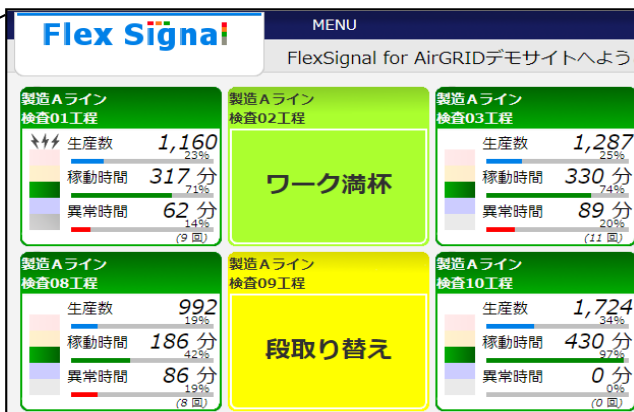 Flex Signal
MENU
FlexSignal for AirGRIDデモサイトへよう
製造Aライン
検査01工程
生産数 1,160
23%
稼動時間 317 分
71%
異常時間 62 分
14%
(9 回)
製造Aライン
検査02工程
ワーク満杯
製造Aライン
検査03工程
生産数 1,287
25%
稼動時間 330 分
74%
異常時間 89 分
20%
(11 回)
製造Aライン
検査08工程
生産数 992
19%
稼動時間 186 分
42%
異常時間 86 分
19%
(8 回)
製造Aライン
検査09工程
段取り替え
製造Aライン
検査10工程
生産数 1,724
34%
稼動時間 430 分
97%
異常時間 0 分
0%
(0 回)